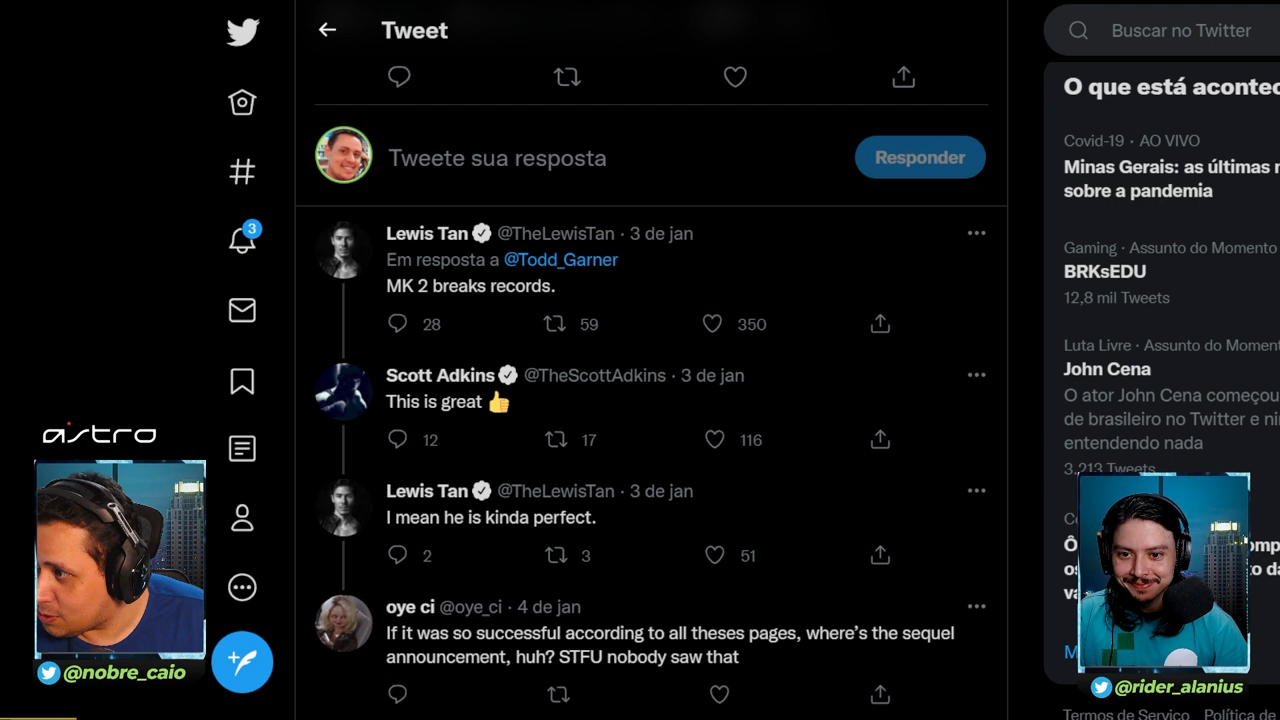 Tweet
Buscar no Twitter
O que está acontec
Tweete sua resposta
Responder
Covid-19 · AO VIVO
Minas Gerais: as últimas n
sobre a pandemia
3
Lewis Tan @TheLewisTan · 3 de jan
Em resposta a @Todd_Garner
MK 2 breaks records.
28 59 350
Gaming · Assunto do Momento
BRKsEDU
12,8 mil Tweets
Scott Adkins @TheScottAdkins · 3 de jan
This is great 👍
12 17 116
Luta Livre · Assunto do Moment
John Cena
O ator John Cena começou
de brasileiro no Twitter e ni
entendendo nada
3.213 Tweets
Lewis Tan @TheLewisTan · 3 de jan
I mean he is kinda perfect.
2 3 51
oye ci @oye_ci · 4 de jan
If it was so successful according to all theses pages, where's the sequel
announcement, huh? STFU nobody saw that
astro
@nobre_caio
@rider_alanius
Termos de Serviço Política de